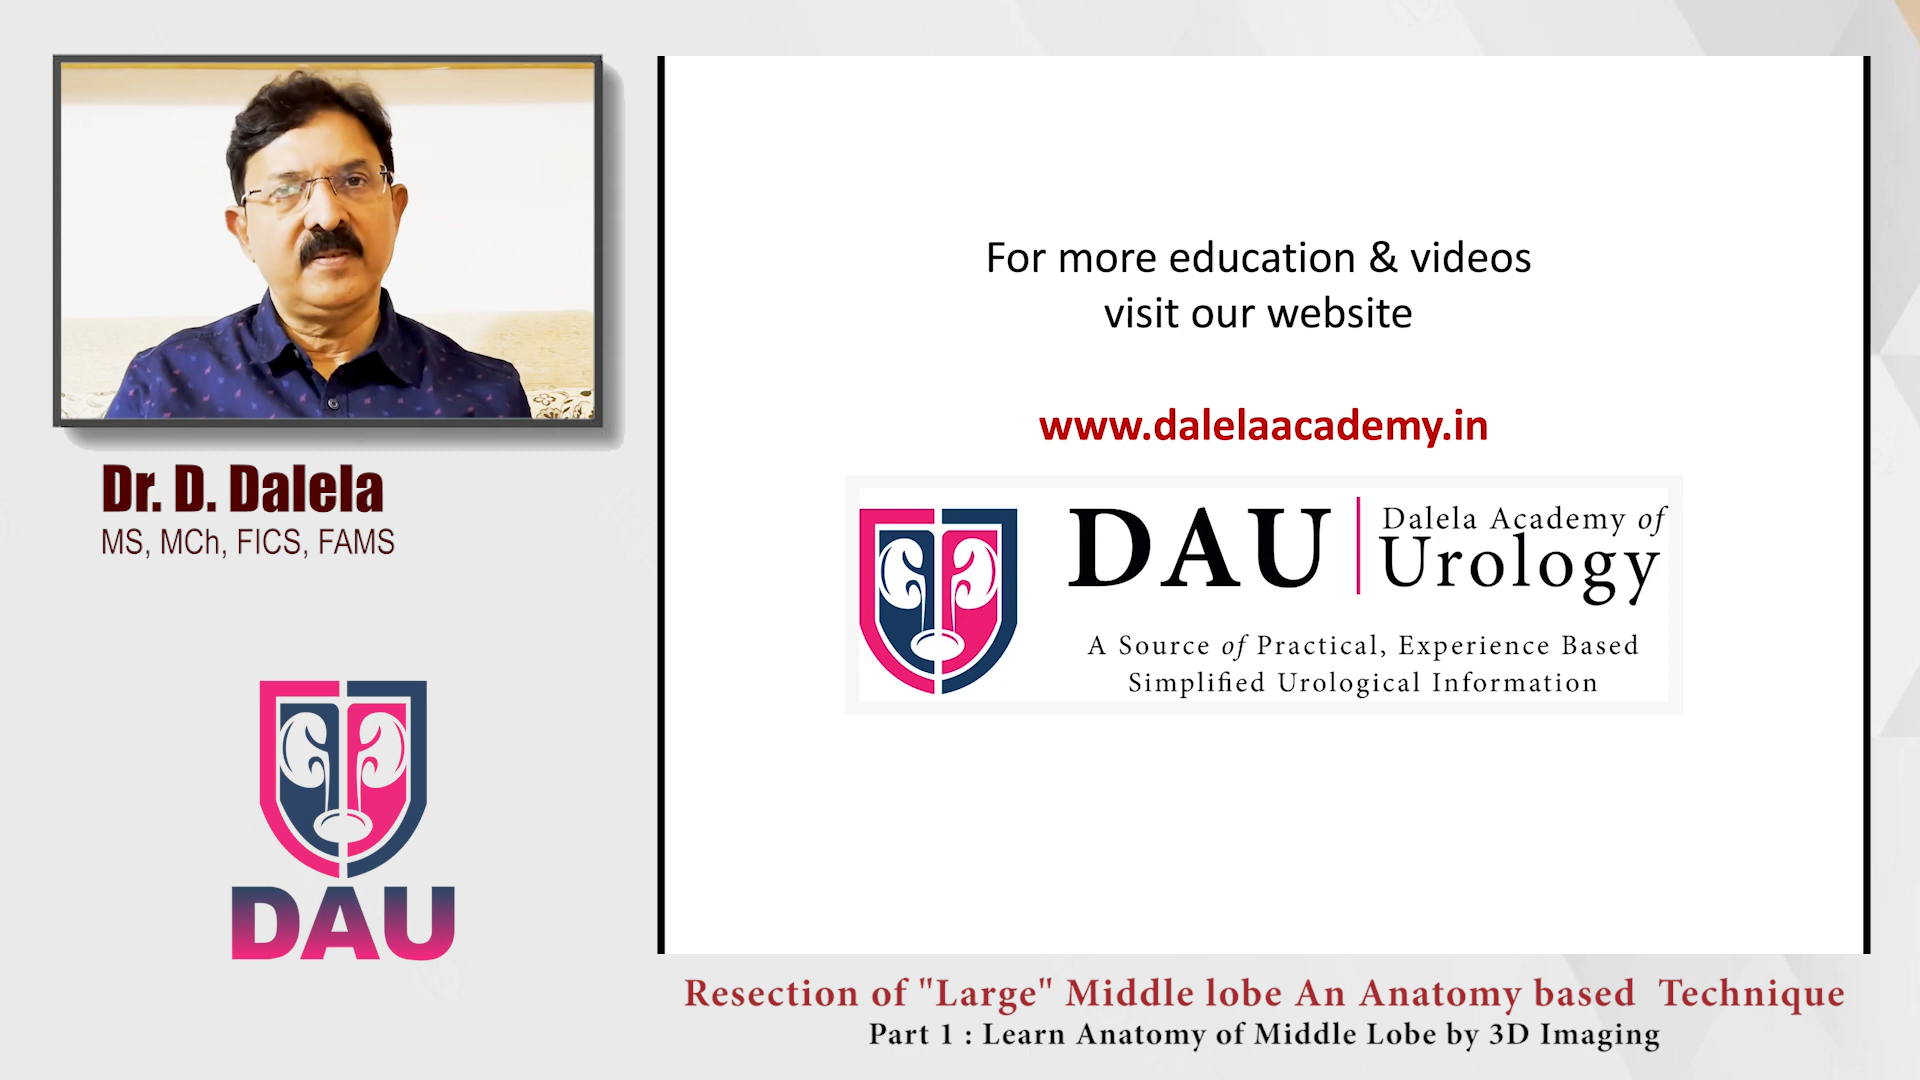 Dr. D. Dalela
MS, MCh, FICS, FAMS
DAU
For more education & videos
visit our website
www.dalelaacademy.in
DAU
Dalela Academy of
Urology
A Source of Practical, Experience Based
Simplified Urological Information
Resection of "Large" Middle lobe An Anatomy based  Technique
Part 1 : Learn Anatomy of Middle Lobe by 3D Imaging